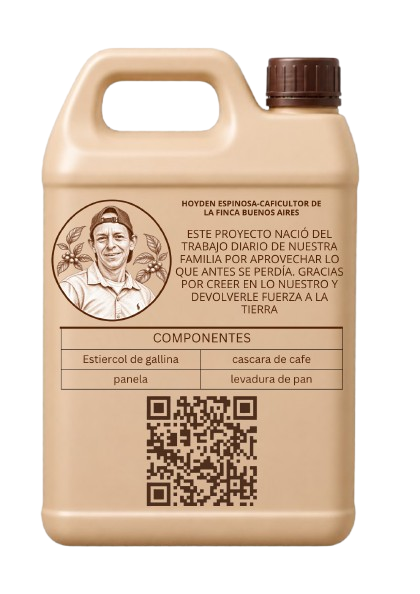 HOYDEN ESPINOSA-CAFICULTOR DE
LA FINCA BUENOS AIRES
ESTE PROYECTO NACIÓ DEL
TRABAJO DIARIO DE NUESTRA
FAMILIA POR APROVECHAR LO
QUE ANTES SE PERDÍA. GRACIAS
POR CREER EN LO NUESTRO Y
DEVOLVERLE FUERZA A LA
TIERRA
COMPONENTES
Estiercol de gallina cascara de cafe
panela levadura de pan